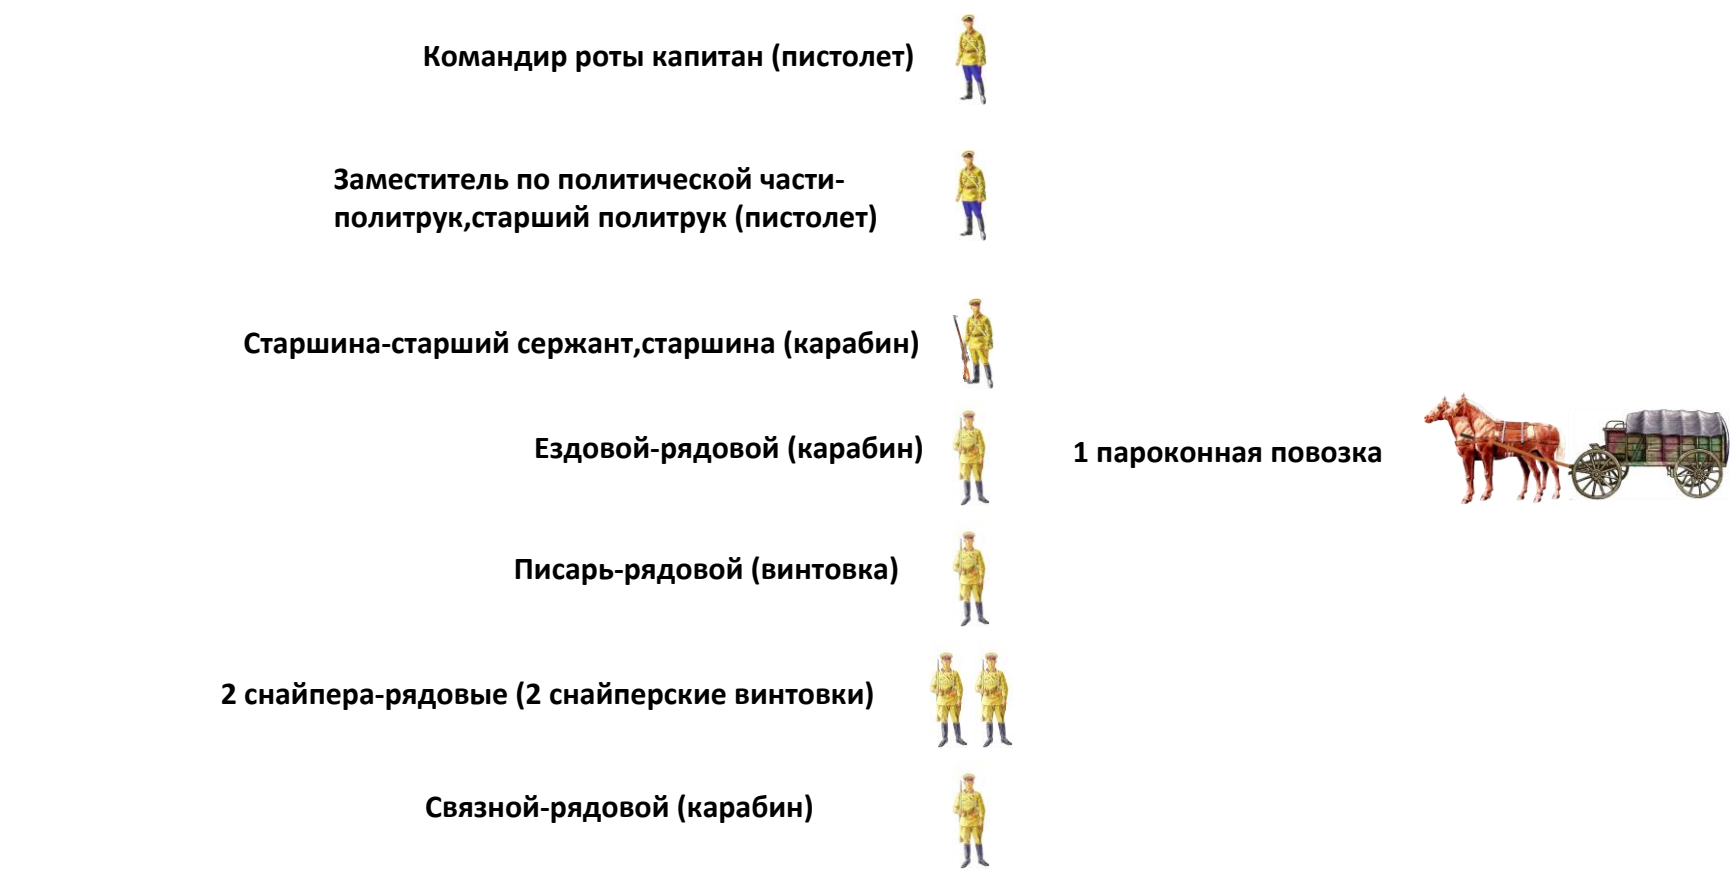 Командир роты капитан (пистолет)
Заместитель по политической части-
политрук,старший политрук (пистолет)
Старшина-старший сержант,старшина (карабин)
Ездовой-рядовой (карабин)
1 пароконная повозка
Писарь-рядовой (винтовка)
2 снайпера-рядовые (2 снайперские винтовки)
Связной-рядовой (карабин)